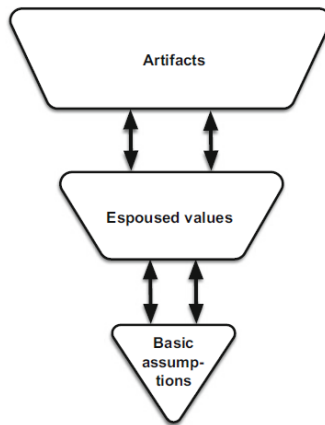 Artifacts
Espoused values
Basic
assump-
tions